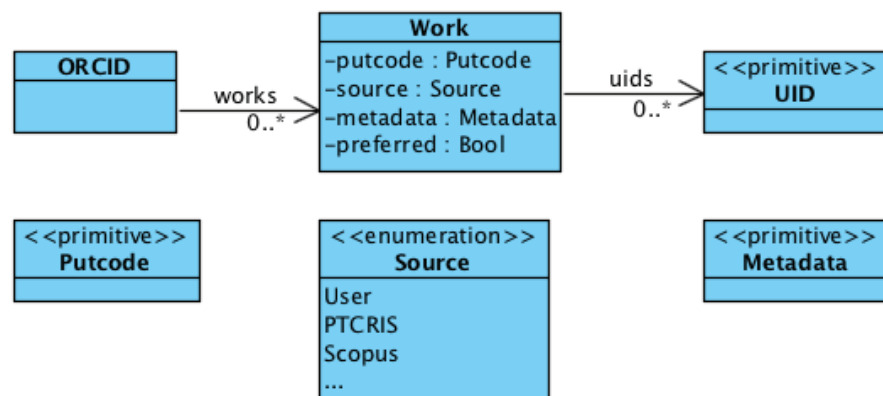 ORCID
works
0..*
Work
-putcode : Putcode
-source : Source
-metadata : Metadata
-preferred : Bool
uids
0..*
<<primitive>>
UID
<<primitive>>
Putcode
<<enumeration>>
Source
User
PTCRIS
Scopus
...
<<primitive>>
Metadata